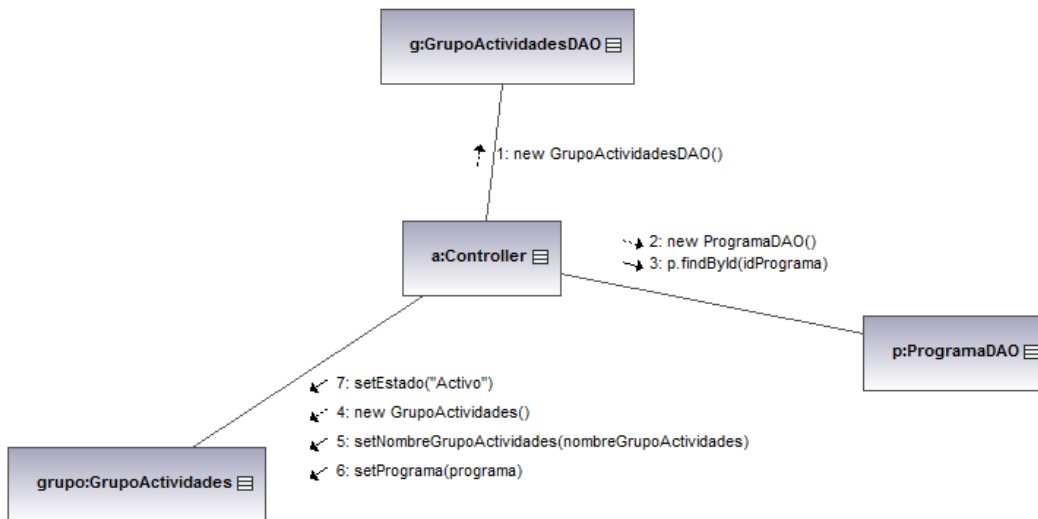 g:GrupoActividadesDAO
1: new GrupoActividadesDAO()
a:Controller
2: new ProgramaDAO()
3: p.findById(idPrograma)
p:ProgramaDAO
7: setEstado("Activo")
4: new GrupoActividades()
5: setNombreGrupoActividades(nombreGrupoActividades)
6: setPrograma(programa)
grupo:GrupoActividades